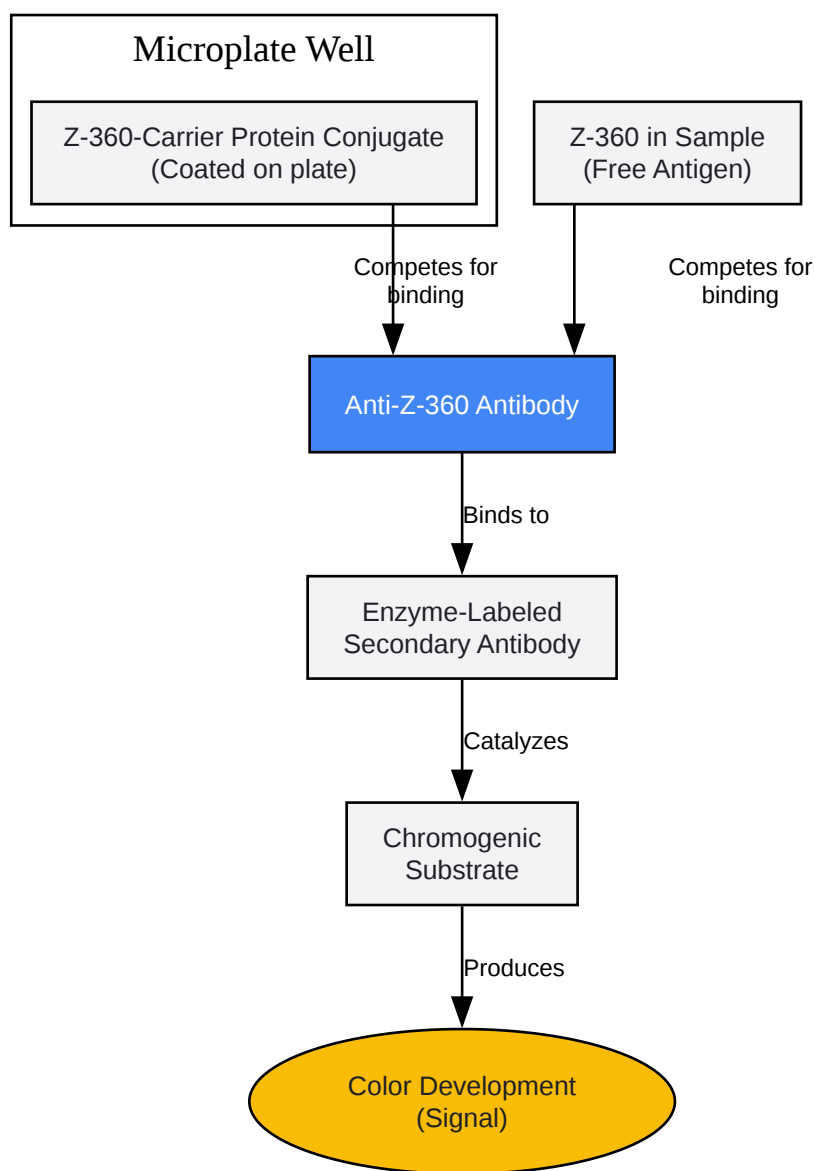 Microplate Well
Z-360-Carrier Protein Conjugate
(Coated on plate)
Z-360 in Sample
(Free Antigen)
Competes for
binding
Competes for
binding
Anti-Z-360 Antibody
Binds to
Enzyme-Labeled
Secondary Antibody
Catalyzes
Chromogenic
Substrate
Produces
Color Development
(Signal)